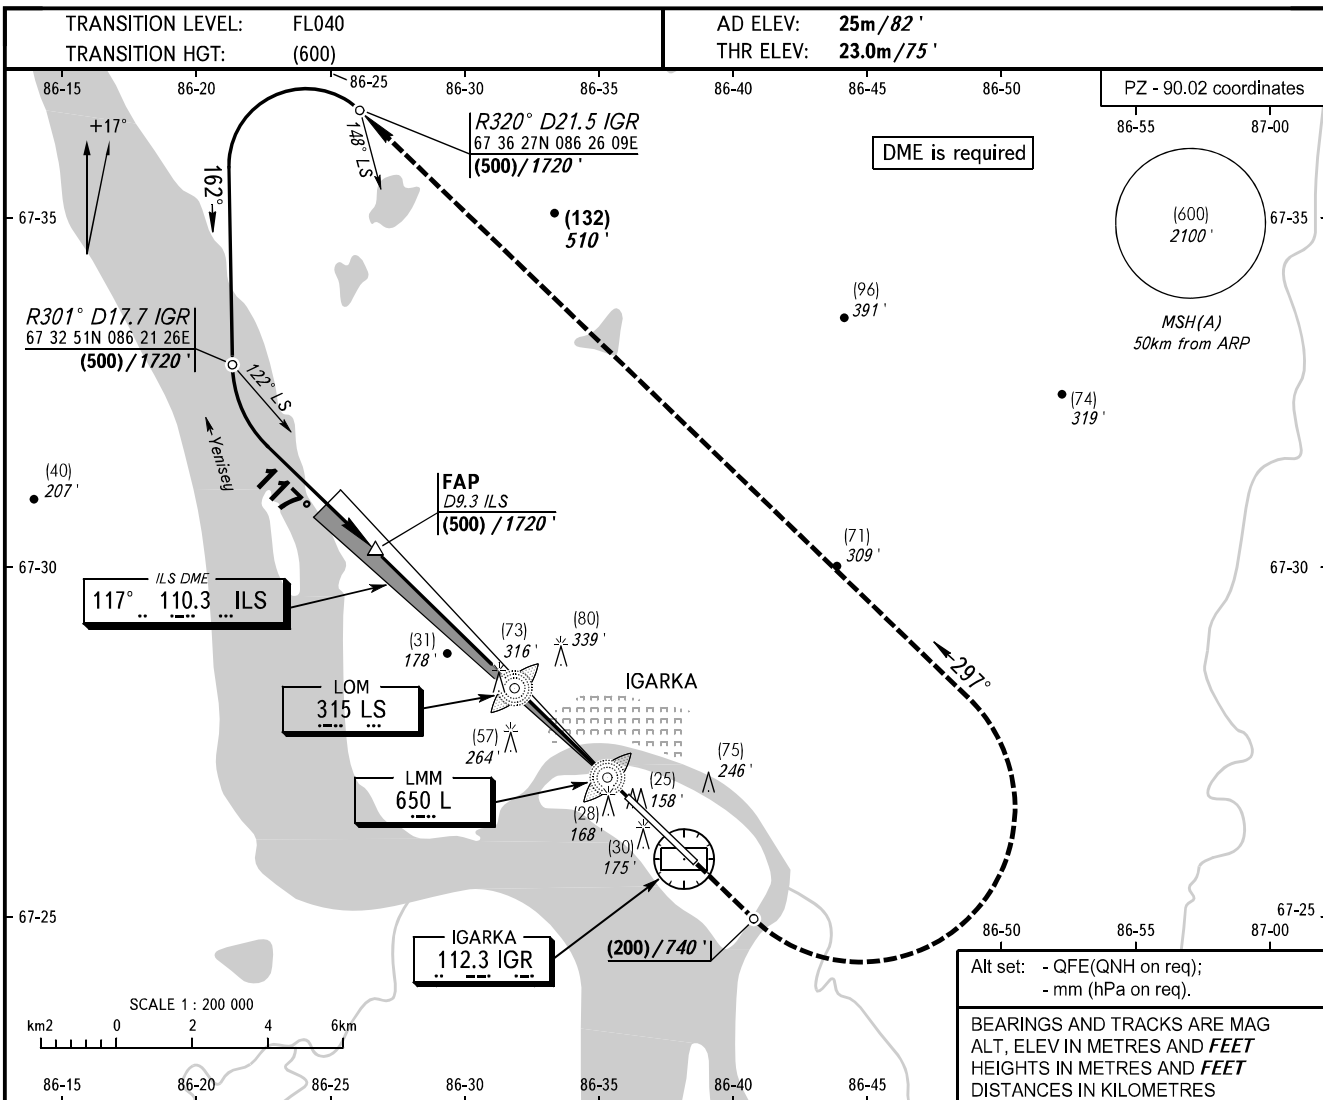 TRANSITION LEVEL: FL040
TRANSITION HGT: (600)
AD ELEV: 25m/82 '
THR ELEV: 23.0m/75 '
86-15
86-20
86-25
86-30
86-35
86-40
86-45
86-50
PZ - 90.02 coordinates
86-55
87-00
+17°
DME is required
R320° D21.5 IGR
67 36 27N 086 26 09E
(500)/1720 '
148° LS
162°
67-35
(132)
510 '
(600)
2100 '
67-35
MSH(A)
50km from ARP
(96)
391 '
R301° D17.7 IGR
67 32 51N 086 21 26E
(500)/1720 '
122° LS
(74)
319 '
Yenisey
(40)
207 '
117°
FAP
D9.3 ILS
(500) /1720 '
(71)
309 '
67-30
67-30
ILS DME
117° 110.3 ILS
(31)
178 '
(73)
316 '
(80)
339 '
297°
IGARKA
LOM
315 LS
(57)
264 '
(75)
246 '
LMM
650 L
(25)
158 '
(28)
168 '
(30)
175 '
67-25
67-25
IGARKA
112.3 IGR
(200)/740 '
86-50
86-55
87-00
SCALE 1 : 200 000
km2 0 2 4 6km
Alt set: - QFE(QNH on req);
- mm (hPa on req).
BEARINGS AND TRACKS ARE MAG
ALT, ELEV IN METRES AND FEET
HEIGHTS IN METRES AND FEET
DISTANCES IN KILOMETRES
86-15
86-20
86-25
86-30
86-35
86-40
86-45